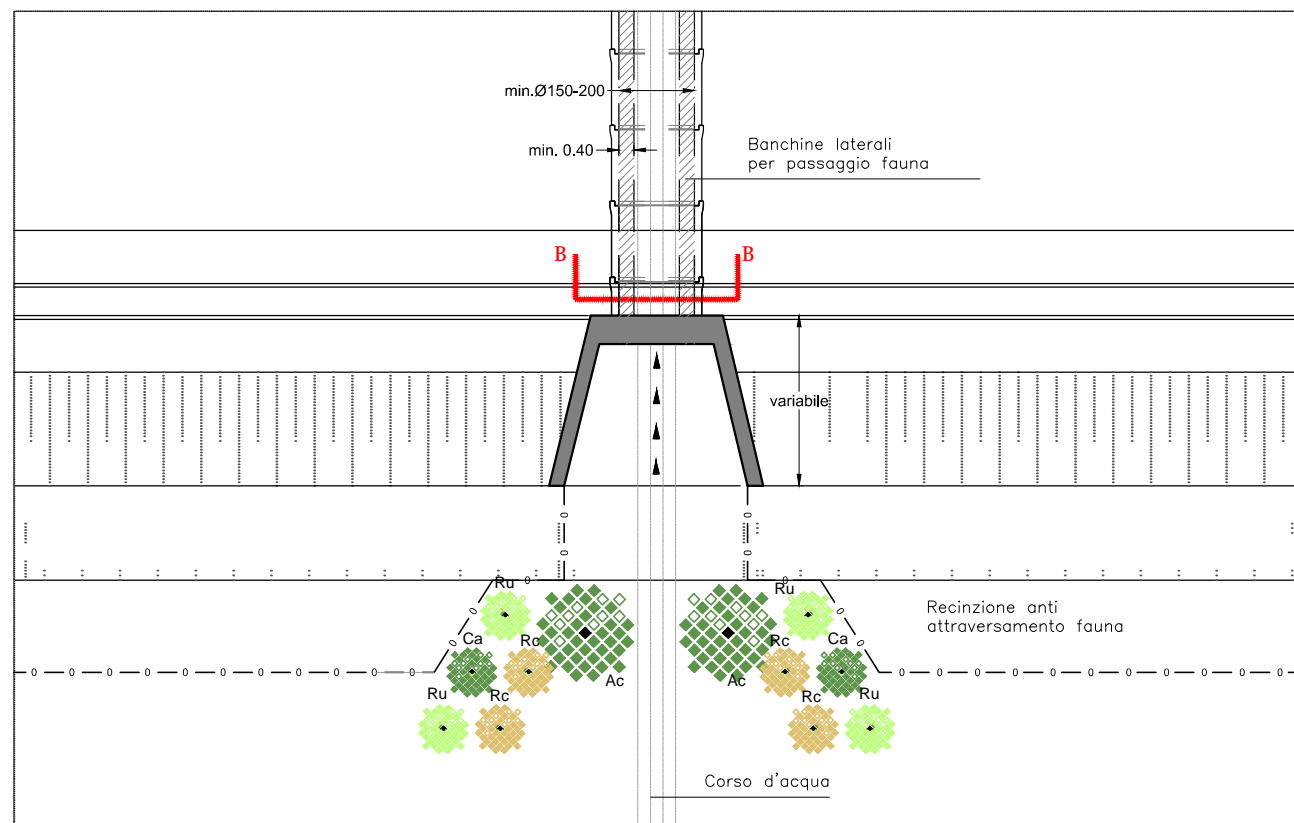 min.Ø150-200
min. 0.40
Banchine laterali
per passaggio fauna
B
B
variabile
Ru
Ru
Ca
Rc
Rc
Ca
Recinzione anti
attraversamento fauna
Ac
Ac
Ru
Rc
Rc
Ru
Corso d'acqua